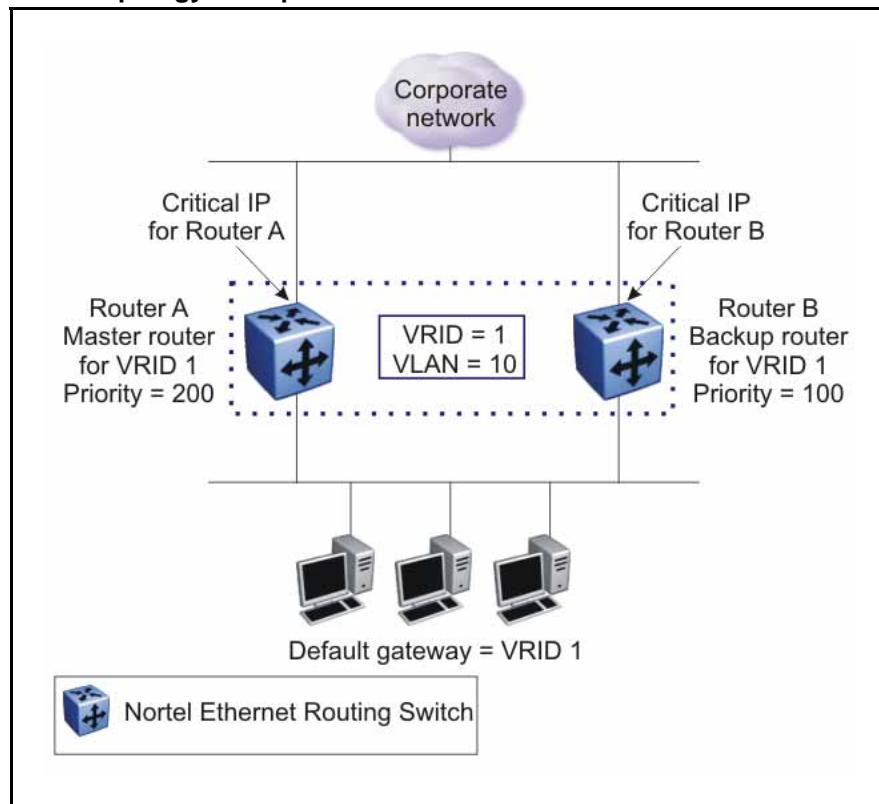 Corporate
network
Critical IP
for Router A
Critical IP
for Router B
Router A
Master router
for VRID 1
Priority = 200
VRID = 1
VLAN = 10
Router B
Backup router
for VRID 1
Priority = 100
Default gateway = VRID 1
Nortel Ethernet Routing Switch